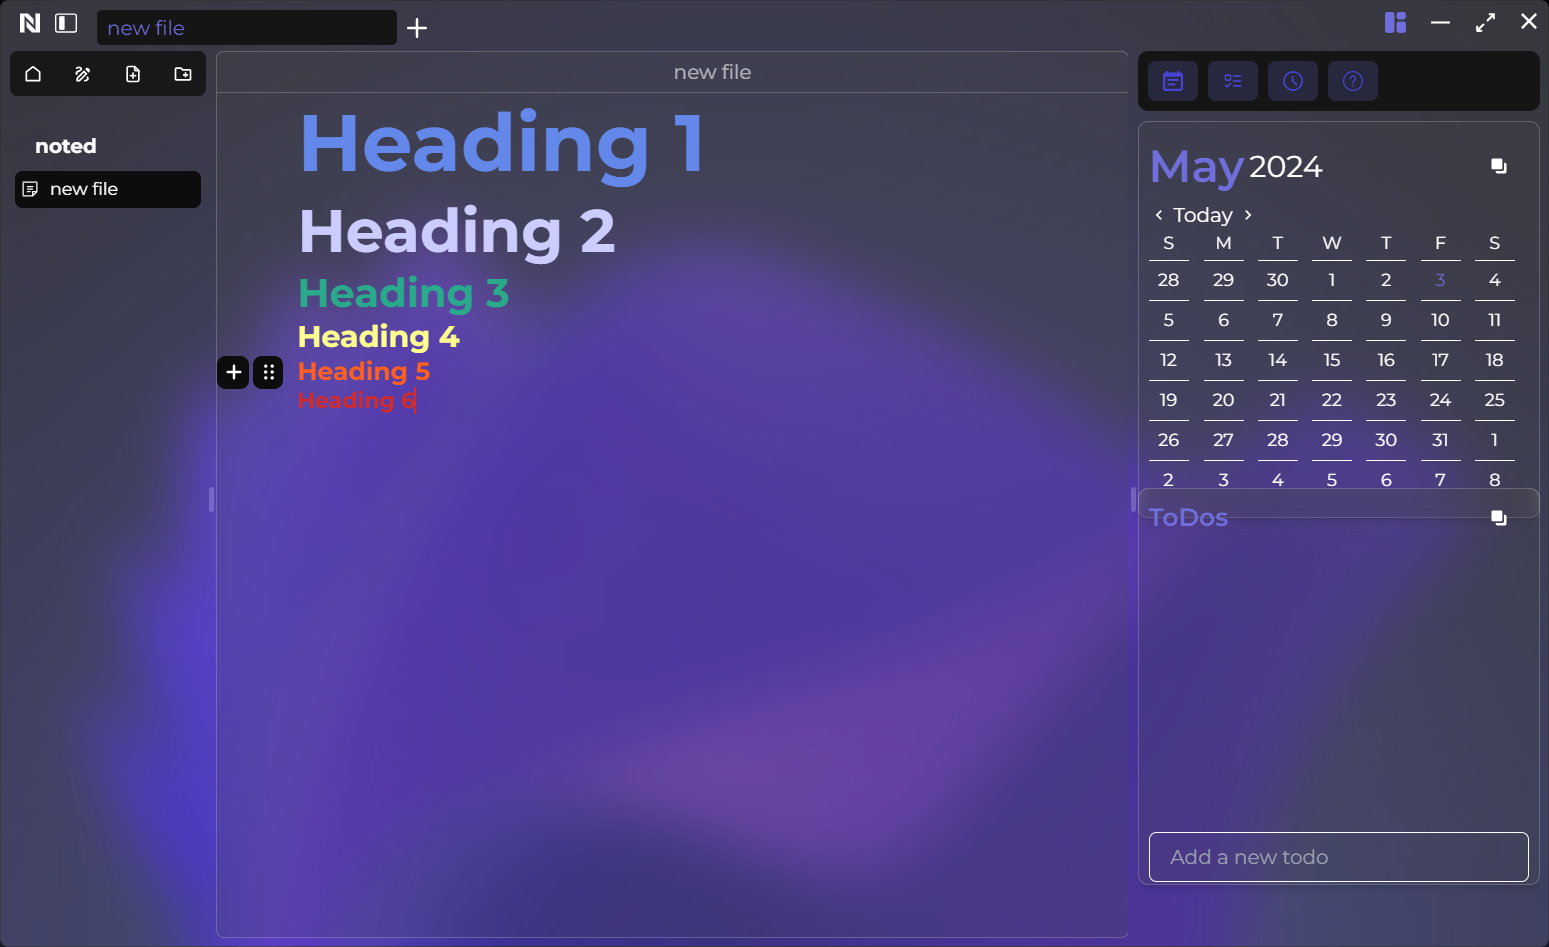 new file
noted
new file
new file
Heading 1
Heading 2
Heading 3
Heading 4
Heading 5
Heading 6
May 2024
Today
S M T W T F S
28 29 30 1 2 3 4
5 6 7 8 9 10 11
12 13 14 15 16 17 18
19 20 21 22 23 24 25
26 27 28 29 30 31 1
2 3 4 5 6 7 8
ToDos
Add a new todo